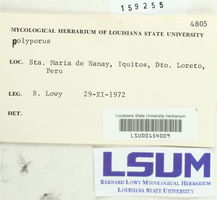 159255
4805
MYCOLOGICAL HERBARIUM OF LOUISIANA STATE UNIVERSITY
polyporus
LOC. Sta. Maria de Nanay, Iquitos, Dto. Loreto,
Peru
LEG. B. Lowy 29-XI-1972
DET.
Louisiana State University Herbarium
LSU00154009
LSUM
BERNARD LOWY MYCOLOGICAL HERBARIUM
LOUISIANA STATE UNIVERSITY